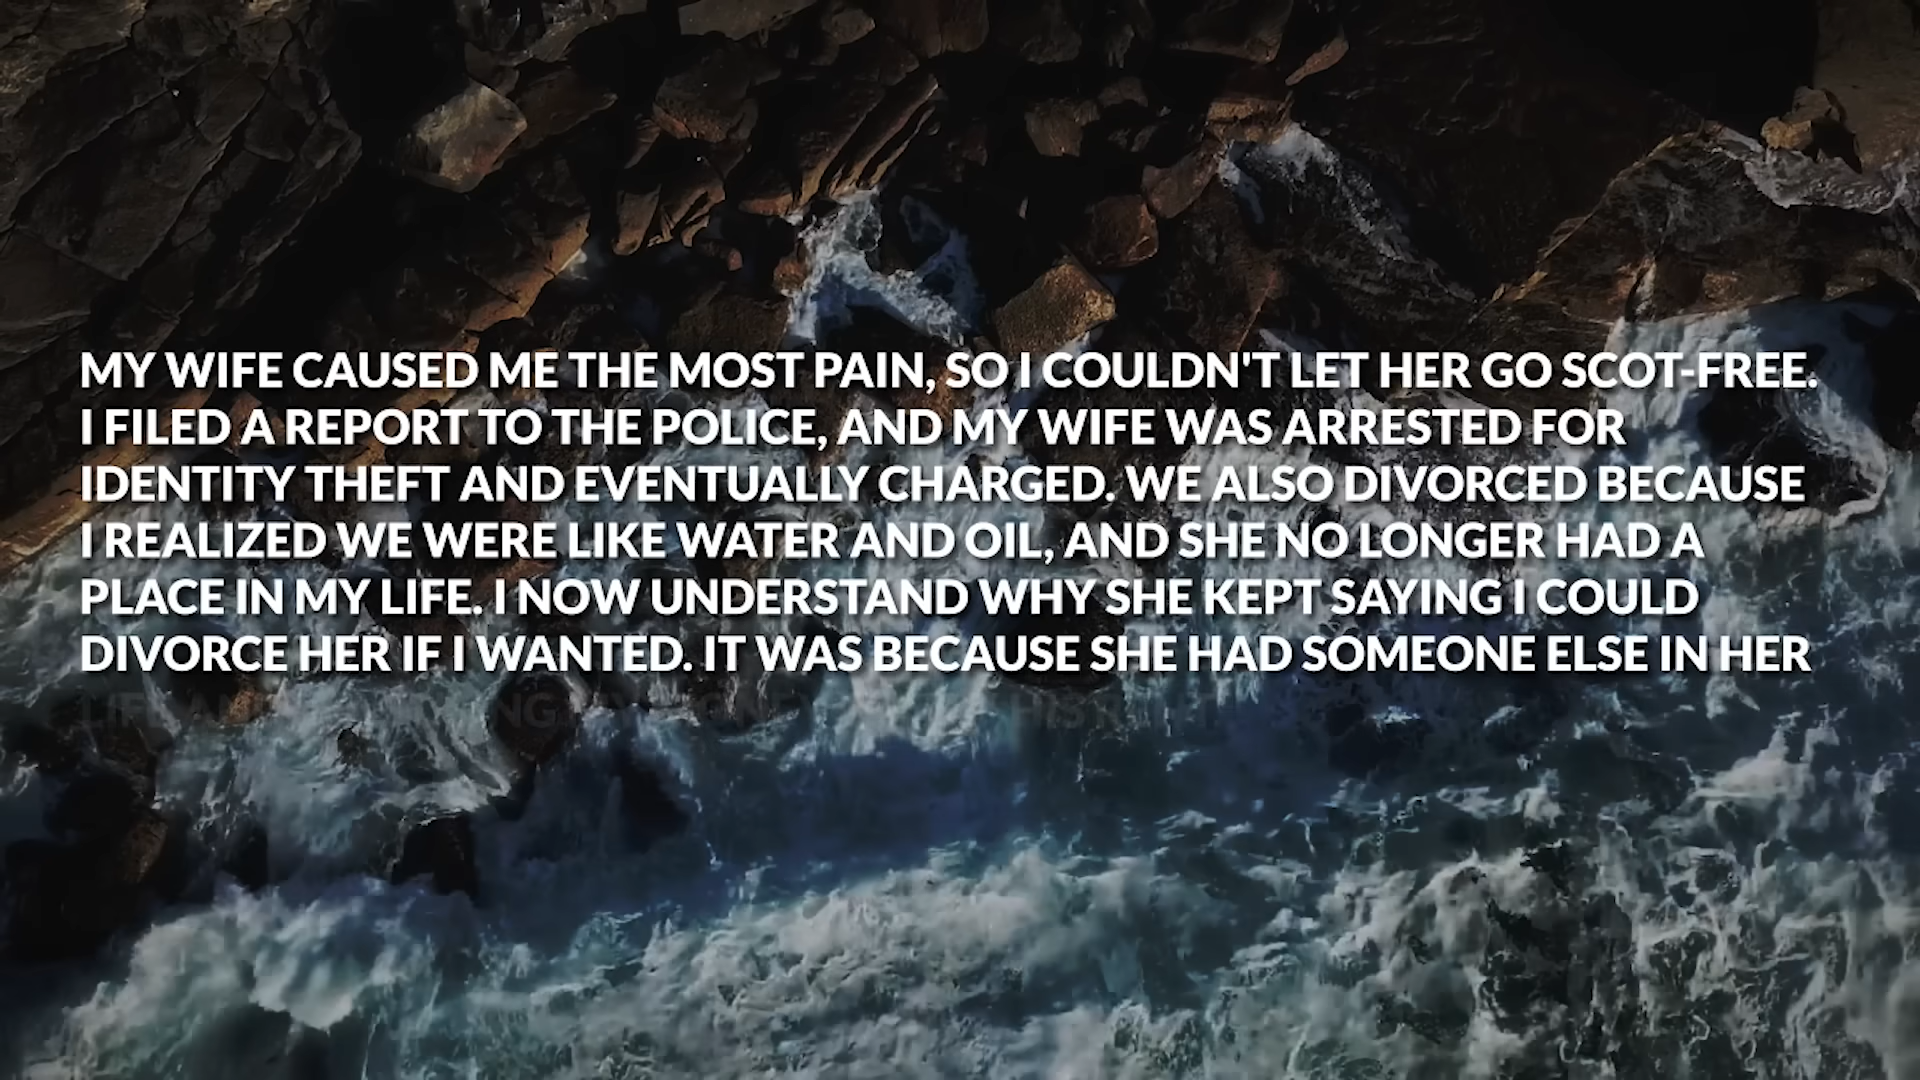 MY WIFE CAUSED ME THE MOST PAIN, SO I COULDN'T LET HER GO SCOT-FREE.
I FILED A REPORT TO THE POLICE, AND MY WIFE WAS ARRESTED FOR
IDENTITY THEFT AND EVENTUALLY CHARGED. WE ALSO DIVORCED BECAUSE
I REALIZED WE WERE LIKE WATER AND OIL, AND SHE NO LONGER HAD A
PLACE IN MY LIFE. I NOW UNDERSTAND WHY SHE KEPT SAYING I COULD
DIVORCE HER IF I WANTED. IT WAS BECAUSE SHE HAD SOMEONE ELSE IN HER
LIFE